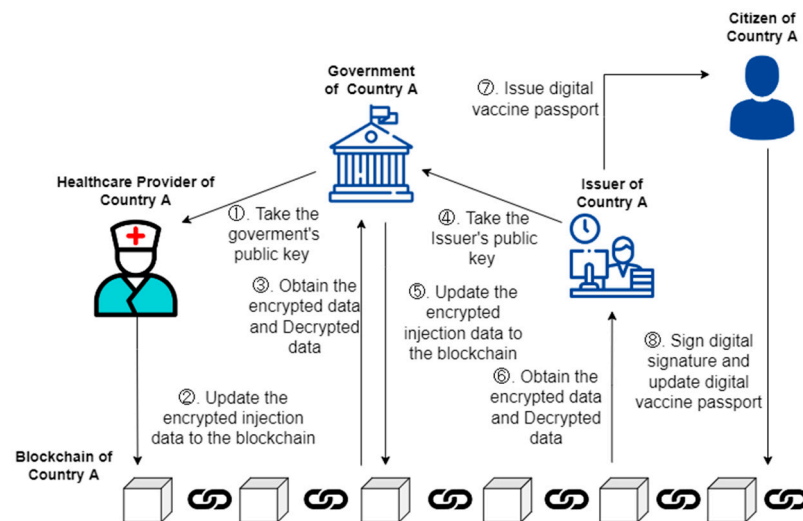 Citizen of
Country A
Government
of Country A
⑦. Issue digital
vaccine passport
Healthcare Provider of
Country A
Issuer of
Country A
①. Take the
goverment's
public key
④. Take the
Issuer's public
key
③. Obtain the
encrypted data
and Decrypted
data
⑤. Update the
encrypted
injection data to
the blockchain
⑧. Sign digital
signature and
update digital
vaccine passport
②. Update the
encrypted injection
data to the blockchain
⑥. Obtain the
encrypted data
and Decrypted
data
Blockchain of
Country A